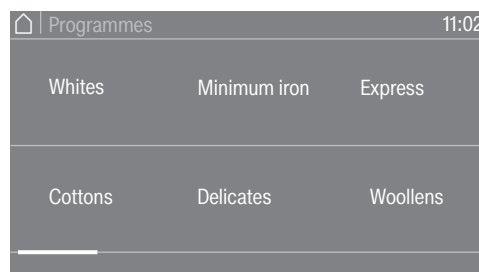 Programmes 11:02
Whites Minimum iron Express
Cottons Delicates Woollens